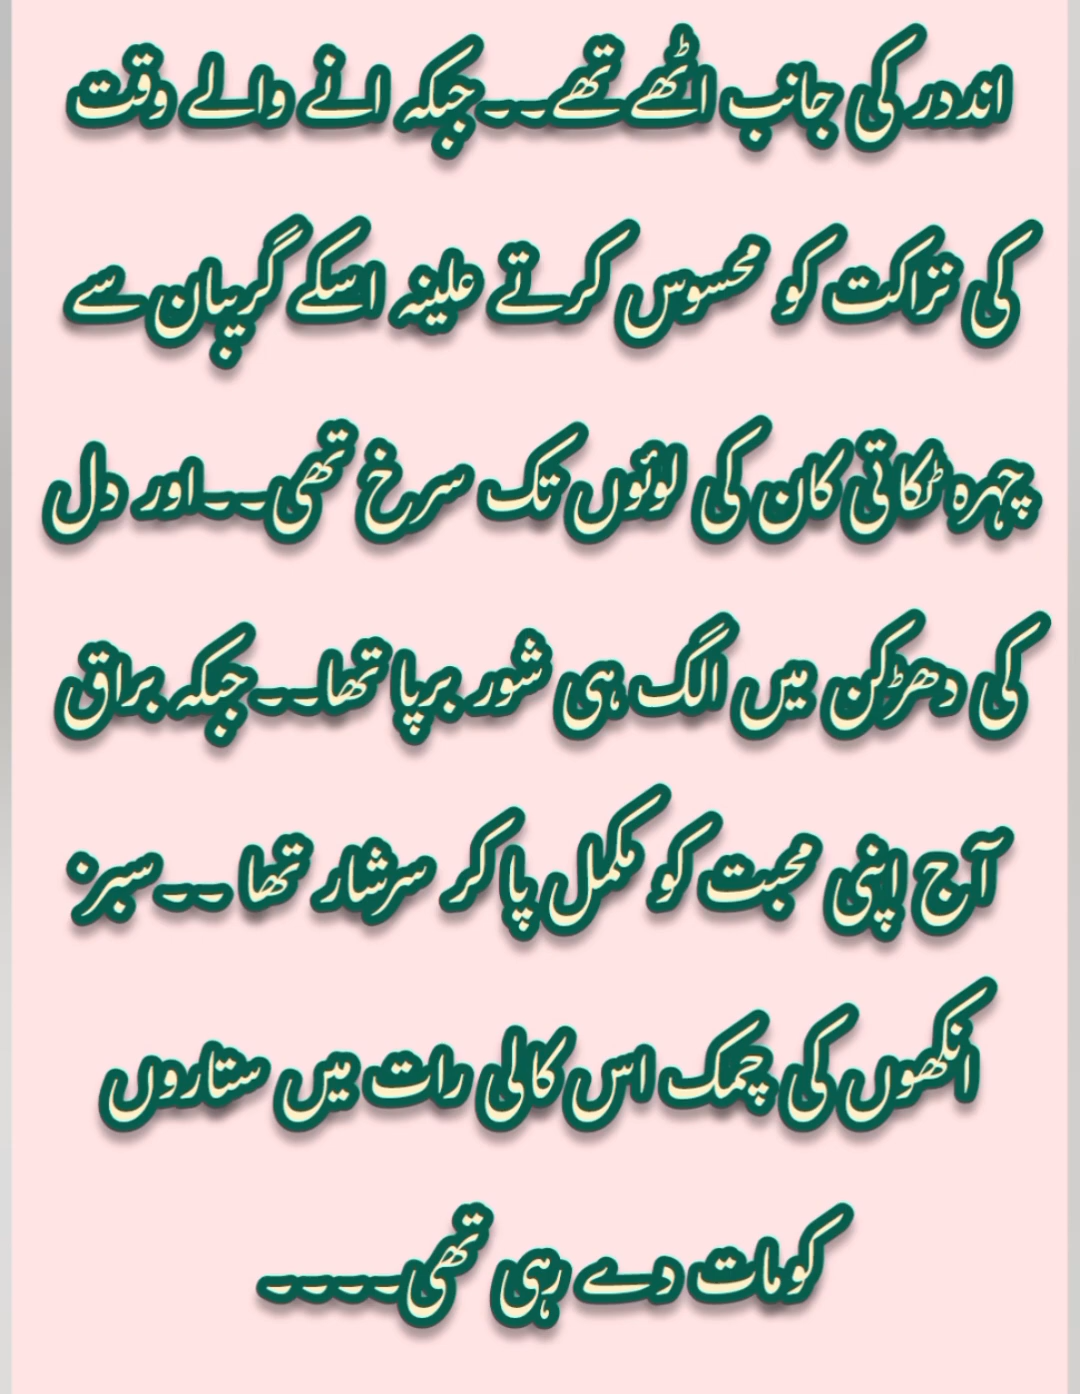 انددر کی جانب اٹھے تھے۔۔جبکہ انے والے وقت
کی نزاکت کو محسوس کرتے علینہ اسکے گریبان سے
چہرہ ٹکاتی کان کی لوئوں تک سرخ تھی۔۔اور دل
کی دھڑکن میں الگ ہی شور برپا تھا۔۔جبکہ براق
آج اپنی محبت کو مکمل پا کر سرشار تھا ۔۔سبز
انکھوں کی چمک اس کالی رات میں ستاروں
کو مات دے رہی تھی۔۔۔۔